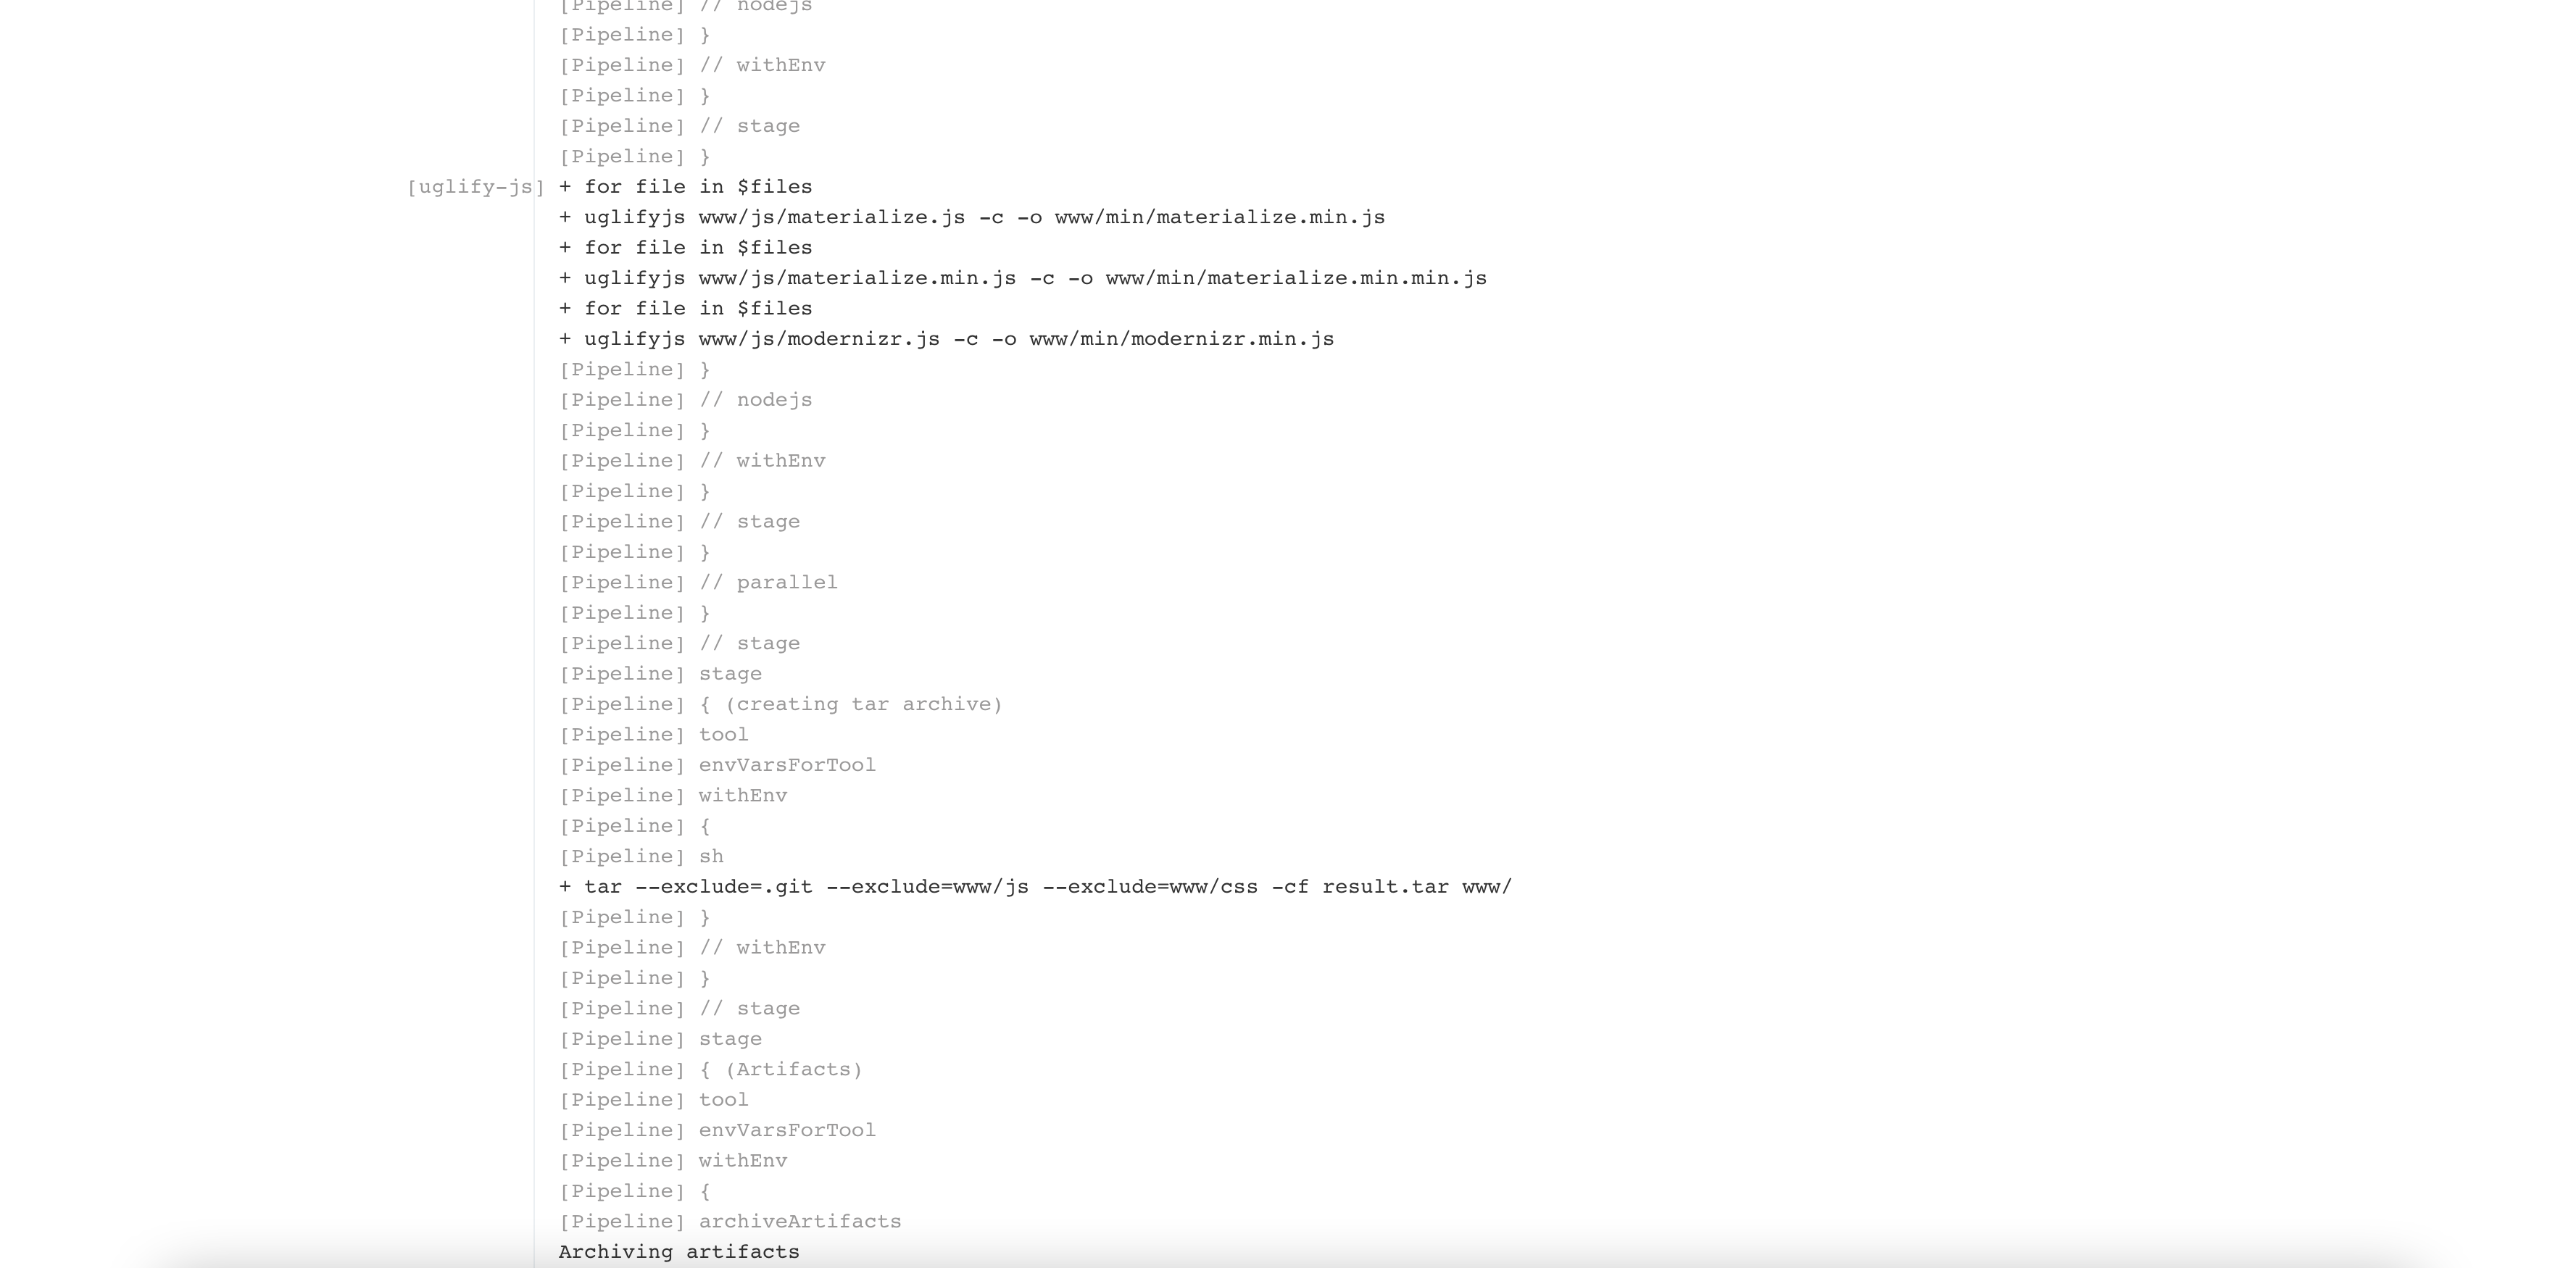 [Pipeline] // nodejs
[Pipeline] }
[Pipeline] // withEnv
[Pipeline] }
[Pipeline] // stage
[Pipeline] }
[uglify-js] + for file in $files
+ uglifyjs www/js/materialize.js -c -o www/min/materialize.min.js
+ for file in $files
+ uglifyjs www/js/materialize.min.js -c -o www/min/materialize.min.min.js
+ for file in $files
+ uglifyjs www/js/modernizr.js -c -o www/min/modernizr.min.js
[Pipeline] }
[Pipeline] // nodejs
[Pipeline] }
[Pipeline] // withEnv
[Pipeline] }
[Pipeline] // stage
[Pipeline] }
[Pipeline] // parallel
[Pipeline] }
[Pipeline] // stage
[Pipeline] stage
[Pipeline] { (creating tar archive)
[Pipeline] tool
[Pipeline] envVarsForTool
[Pipeline] withEnv
[Pipeline] {
[Pipeline] sh
+ tar --exclude=.git --exclude=www/js --exclude=www/css -cf result.tar www/
[Pipeline] }
[Pipeline] // withEnv
[Pipeline] }
[Pipeline] // stage
[Pipeline] stage
[Pipeline] { (Artifacts)
[Pipeline] tool
[Pipeline] envVarsForTool
[Pipeline] withEnv
[Pipeline] {
[Pipeline] archiveArtifacts
Archiving artifacts